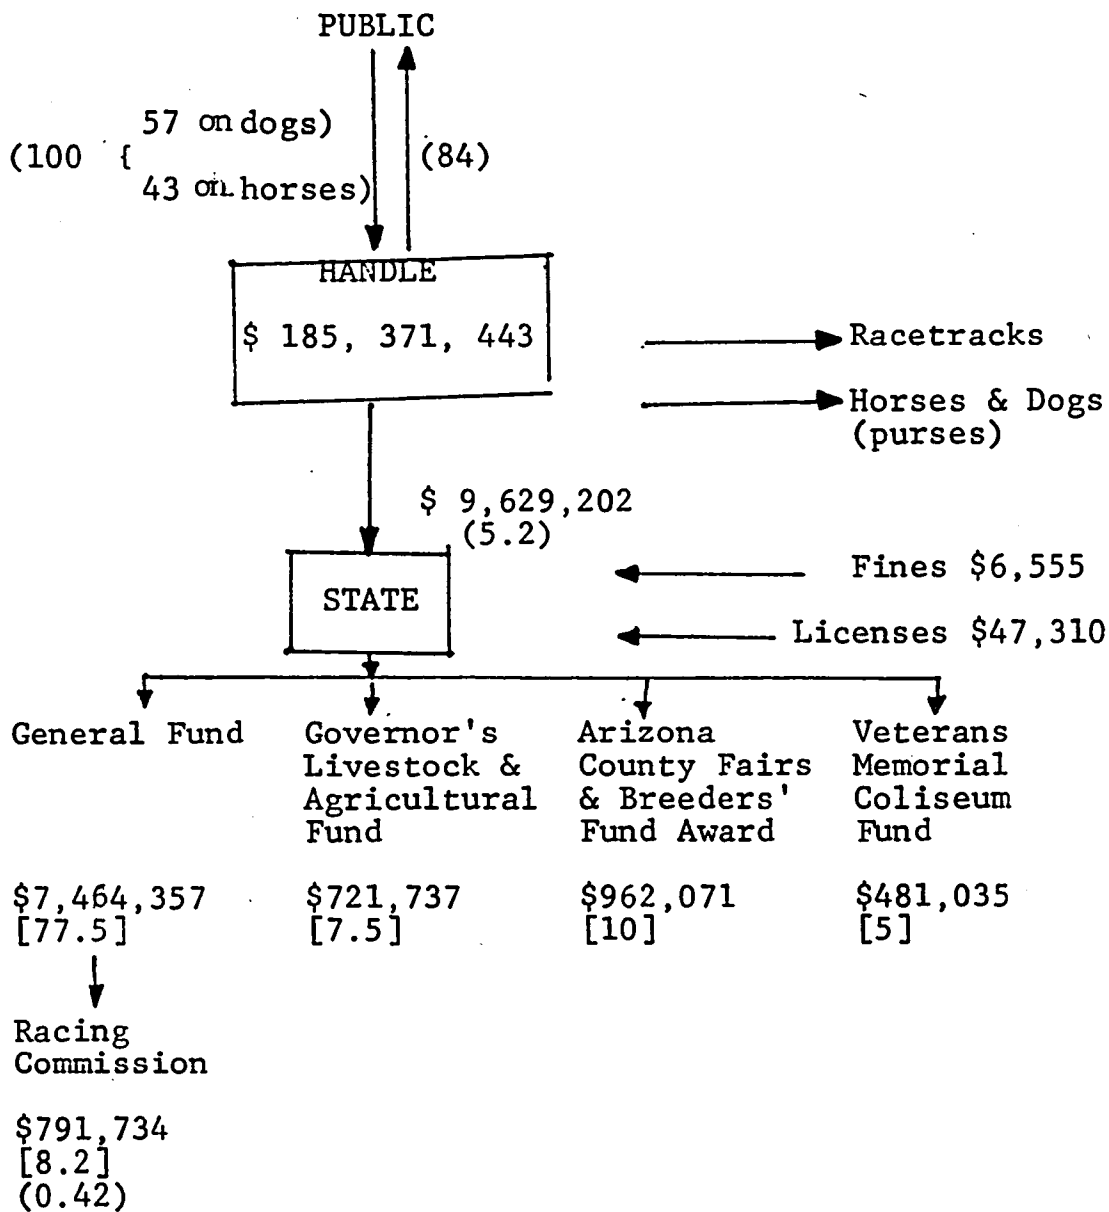 PUBLIC
57 on dogs)
(100 {
43 on horses)
(84)
HANDLE
$ 185, 371, 443
Racetracks
Horses & Dogs
(purses)
$ 9,629,202
(5.2)
STATE
Fines $6,555
Licenses $47,310
General Fund
$7,464,357
[77.5]
Governor's
Livestock &
Agricultural
Fund
$721,737
[7.5]
Arizona
County Fairs
& Breeders'
Fund Award
$962,071
[10]
Veterans
Memorial
Coliseum
Fund
$481,035
[5]
Racing
Commission
$791,734
[8.2]
(0.42)